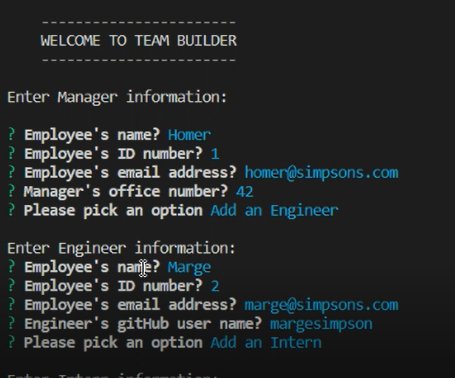 -----------------------
WELCOME TO TEAM BUILDER
-----------------------
Enter Manager information:
? Employee's name? Homer
? Employee's ID number? 1
? Employee's email address? homer@simpsons.com
? Manager's office number? 42
? Please pick an option Add an Engineer
Enter Engineer information:
? Employee's name? Marge
? Employee's ID number? 2
? Employee's email address? marge@simpsons.com
? Engineer's gitHub user name? margesimpson
? Please pick an option Add an Intern
Enter Intern information: